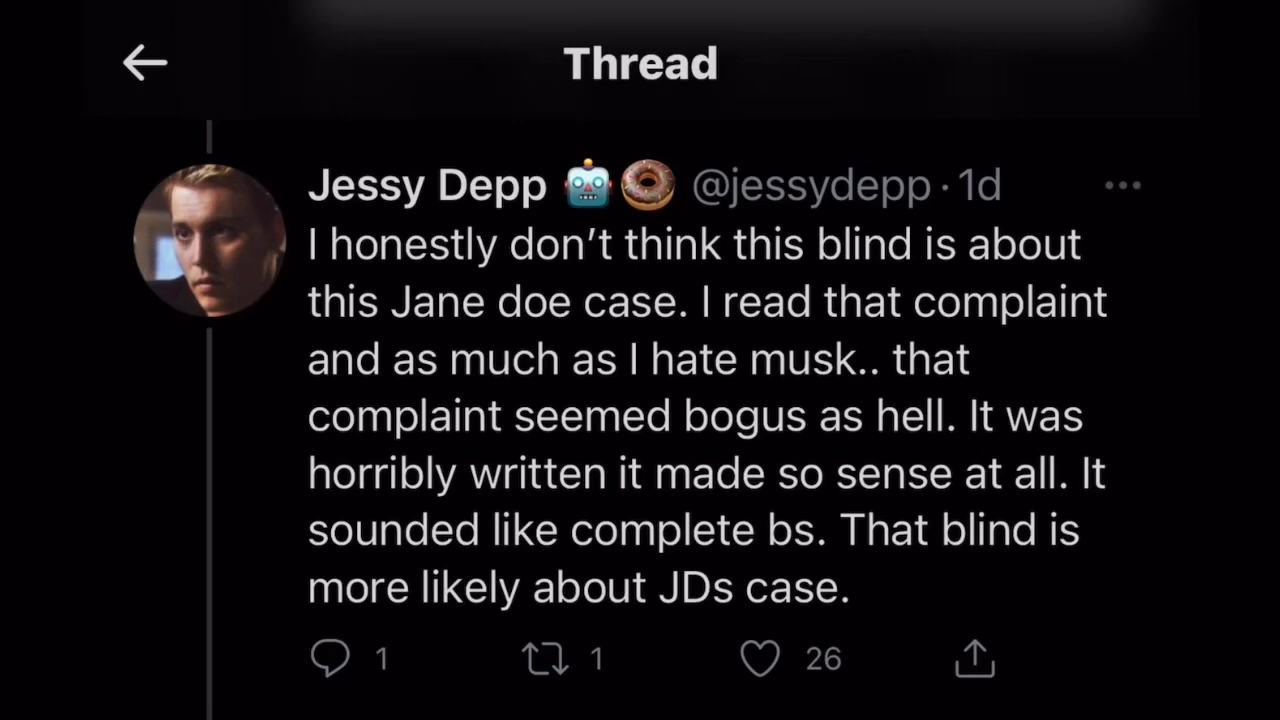 Thread
Jessy Depp 🤖🍩 @jessydepp · 1d
I honestly don’t think this blind is about
this Jane doe case. I read that complaint
and as much as I hate musk.. that
complaint seemed bogus as hell. It was
horribly written it made so sense at all. It
sounded like complete bs. That blind is
more likely about JDs case.
1 1 26